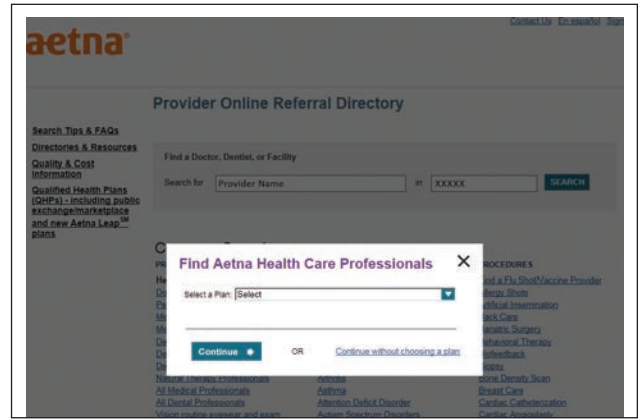 Contact Us En español Sign
aetna
Provider Online Referral Directory
Search Tips & FAQs
Directories & Resources
Quality & Cost
Information
Qualified Health Plans
(QHPs) - including public
exchange/marketplace
and new Aetna Leap℠
plans
Find a Doctor, Dentist, or Facility
Search for Provider Name in XXXXX SEARCH
Find Aetna Health Care Professionals
Select a Plan: Select
Continue OR Continue without choosing a plan
PROCEDURES
Find a Flu Shot/Vaccine Provider
Allergy Shots
Artificial Insemination
Back Care
Bariatric Surgery
Behavioral Therapy
Biofeedback
Biopsy
Natural Therapy Professionals Arthritis Bone Density Scan
All Medical Professionals Asthma Breast Care
All Dental Professionals Attention Deficit Disorder Cardiac Catheterization
Vision routine eyewear and exam Autism Spectrum Disorders Cardiac Angioplasty